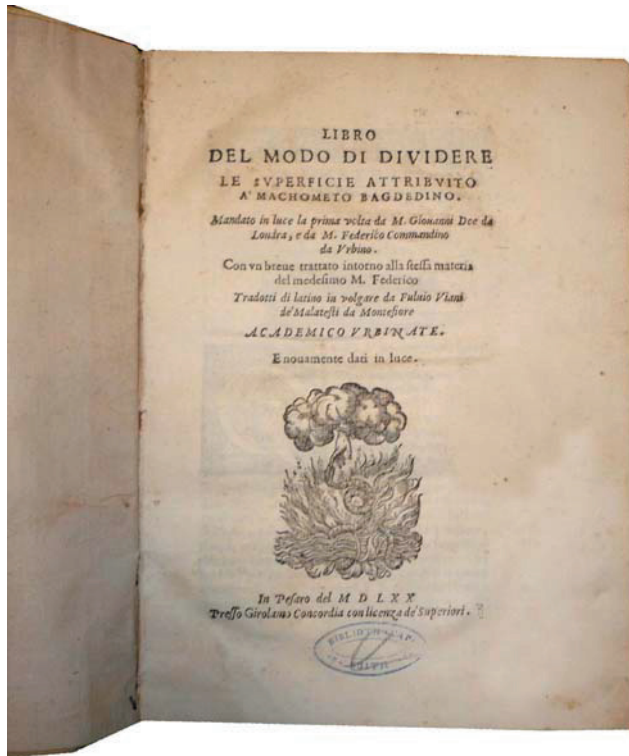 LIBRO
DEL MODO DI DIVIDERE
LE SVPERFICIE ATTRIBVITO
A' MACHOMETO BAGDEDINO.
Mandato in luce la prima volta da M. Giouanni Dee da
Londra, e da M. Federico Commandino
da Vrbino.
Con vn breue trattato intorno alla stessa materia
del medesimo M. Federico
Tradotti di latino in volgare da Fuluio Viani
de' Malatesti da Montefiore
ACADEMICO VRBINATE.
E nouamente dati in luce.
In Pesaro del M D L X X
Presso Girolamo Concordia con licenza de' Superiori.